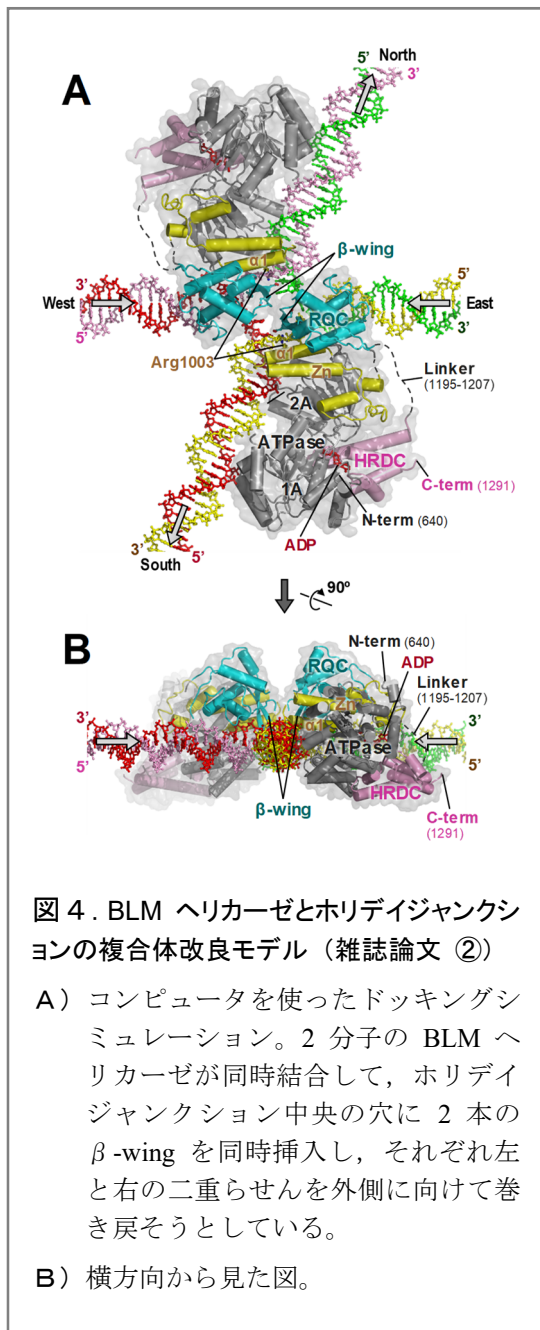 A
5'
North
3'
β-wing
α1
3'
West
5'
5'
East
3'
RQC
Arg1003
α1
Zn
Linker
(1195-1207)
2A
ATPase
HRDC
C-term (1291)
1A
N-term (640)
ADP
3'
5'
South
90º
B
N-term (640)
RQC
ADP
Linker
(1195-1207)
Zn
3'
α1
3'
ATPase
5'
5'
β-wing
HRDC
C-term
(1291)
図 4 . BLM ヘリカーゼとホリデイジャンクシ
ョンの複合体改良モデル（雑誌論文 ②）
A）コンピュータを使ったドッキングシ
ミュレーション。2 分子の BLM ヘ
リカーゼが同時結合して，ホリデイ
ジャンクション中央の穴に 2 本の
β-wing を同時挿入し，それぞれ左
と右の二重らせんを外側に向けて巻
き戻そうとしている。
B）横方向から見た図。